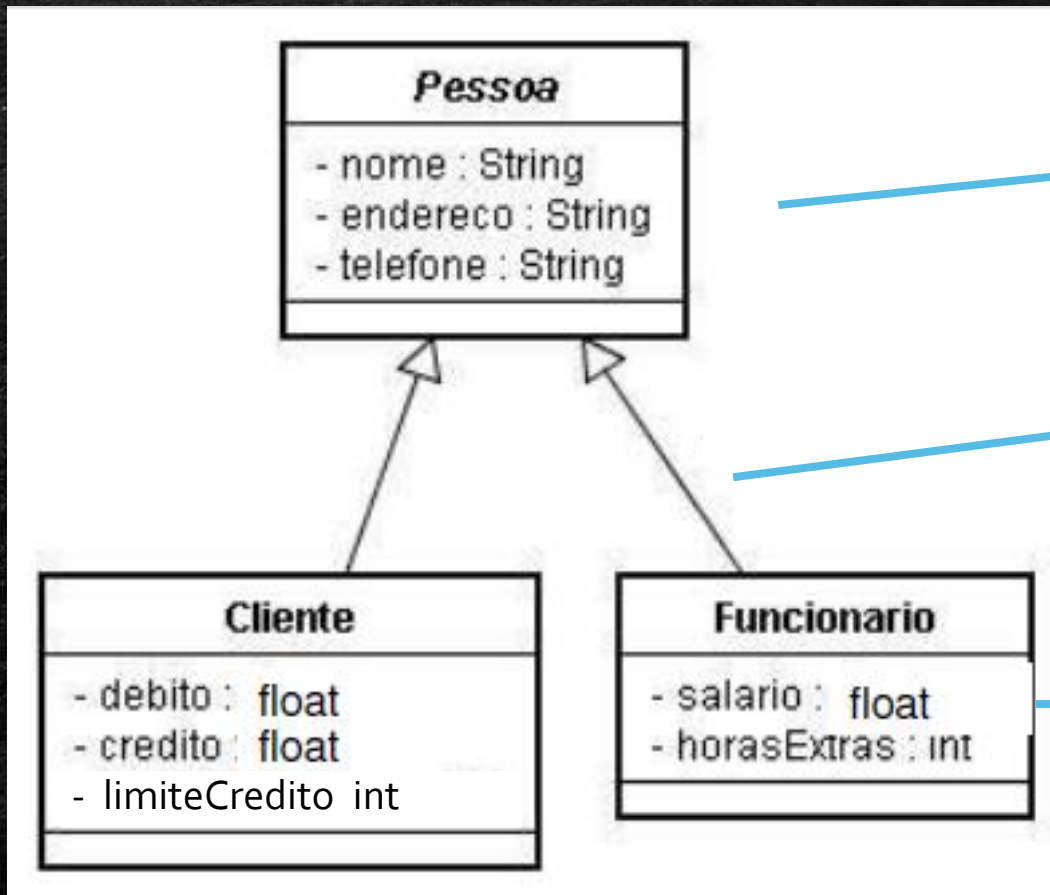 Pessoa
- nome : String
- endereco : String
- telefone : String
Cliente
- debito : float
- credito : float
- limiteCredito int
Funcionario
- salario : float
- horasExtras : int